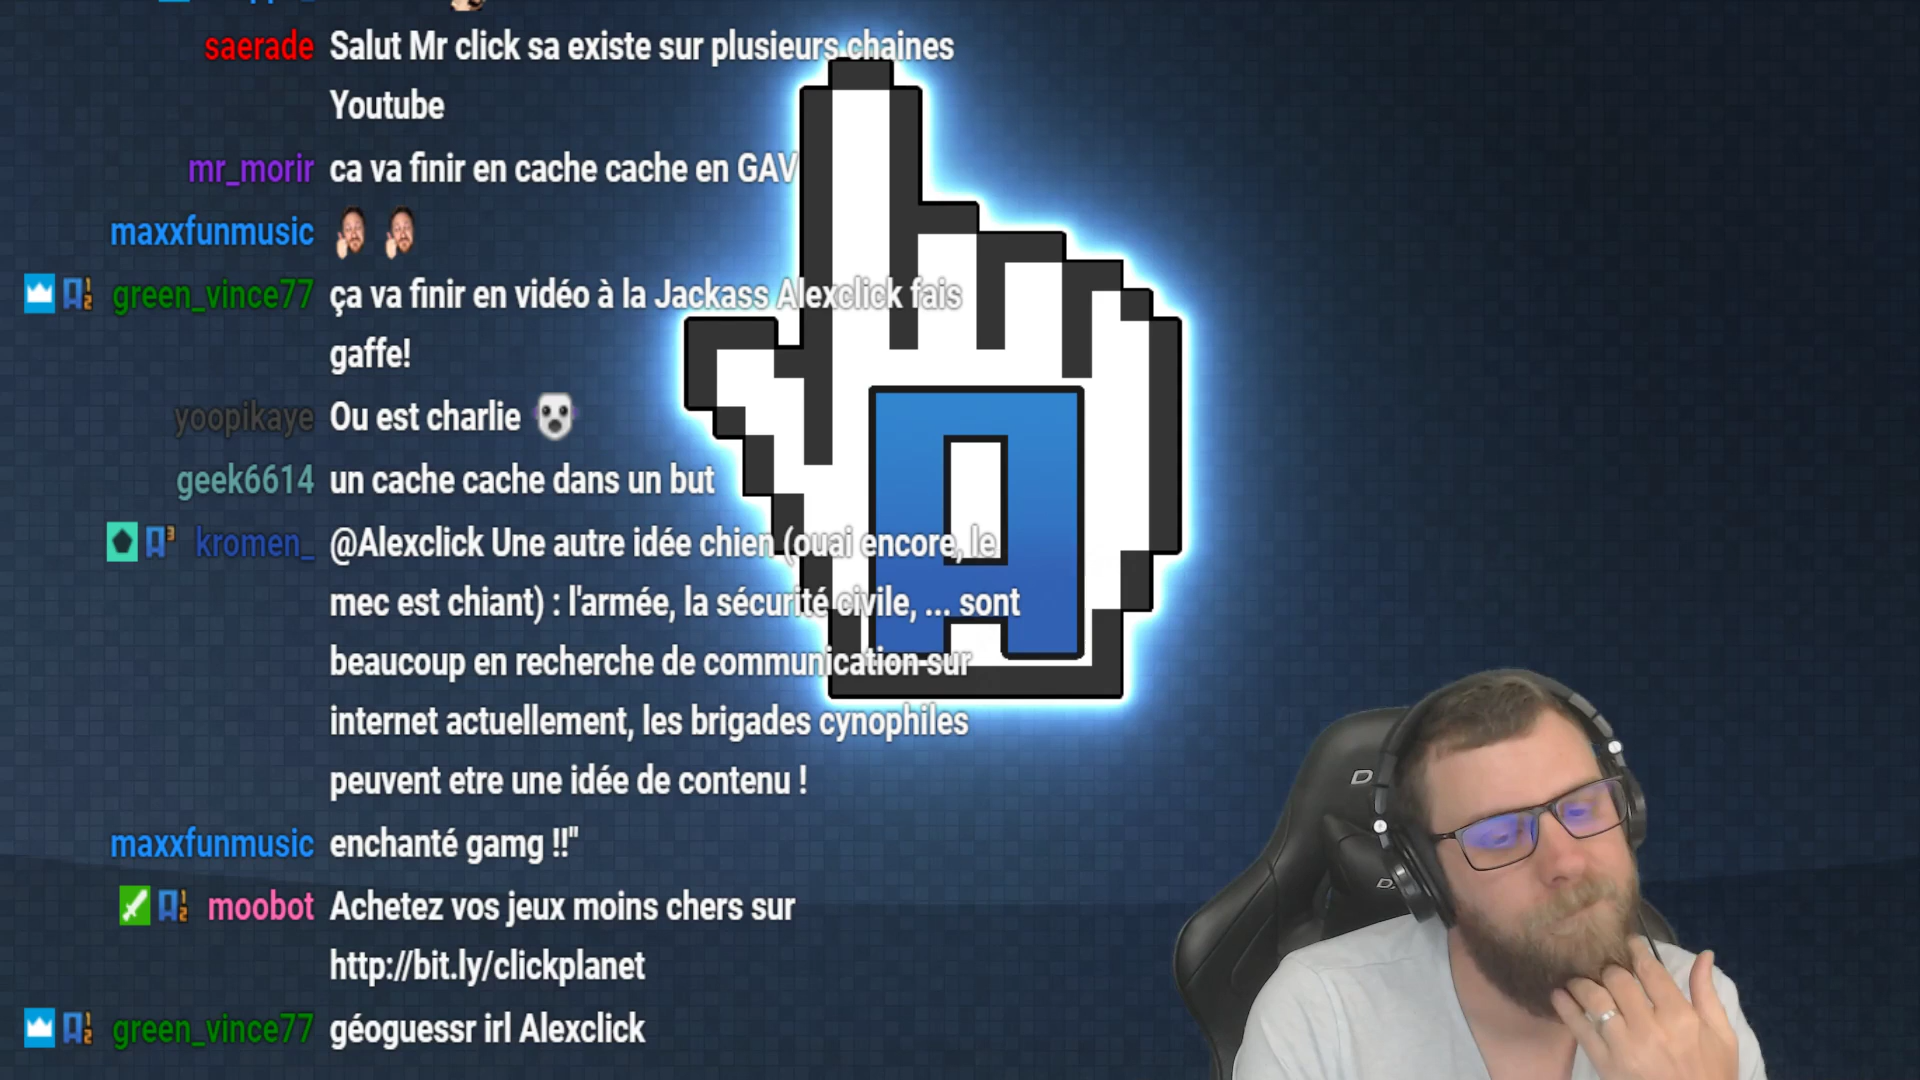 saerade Salut Mr click sa existe sur plusieurs chaines
Youtube
mr_morir ca va finir en cache cache en GAV
maxxfunmusic
green_vince77 ça va finir en vidéo à la Jackass Alexclick fais
gaffe!
yoopikaye Ou est charlie
geek6614 un cache cache dans un but
kromen_ @Alexclick Une autre idée chien (ouai encore, le
mec est chiant) : l'armée, la sécurité civile, ... sont
beaucoup en recherche de communication sur
internet actuellement, les brigades cynophiles
peuvent etre une idée de contenu !
maxxfunmusic enchanté gamg !!"
moobot Achetez vos jeux moins chers sur
http://bit.ly/clickplanet
green_vince77 géoguessr irl Alexclick
A